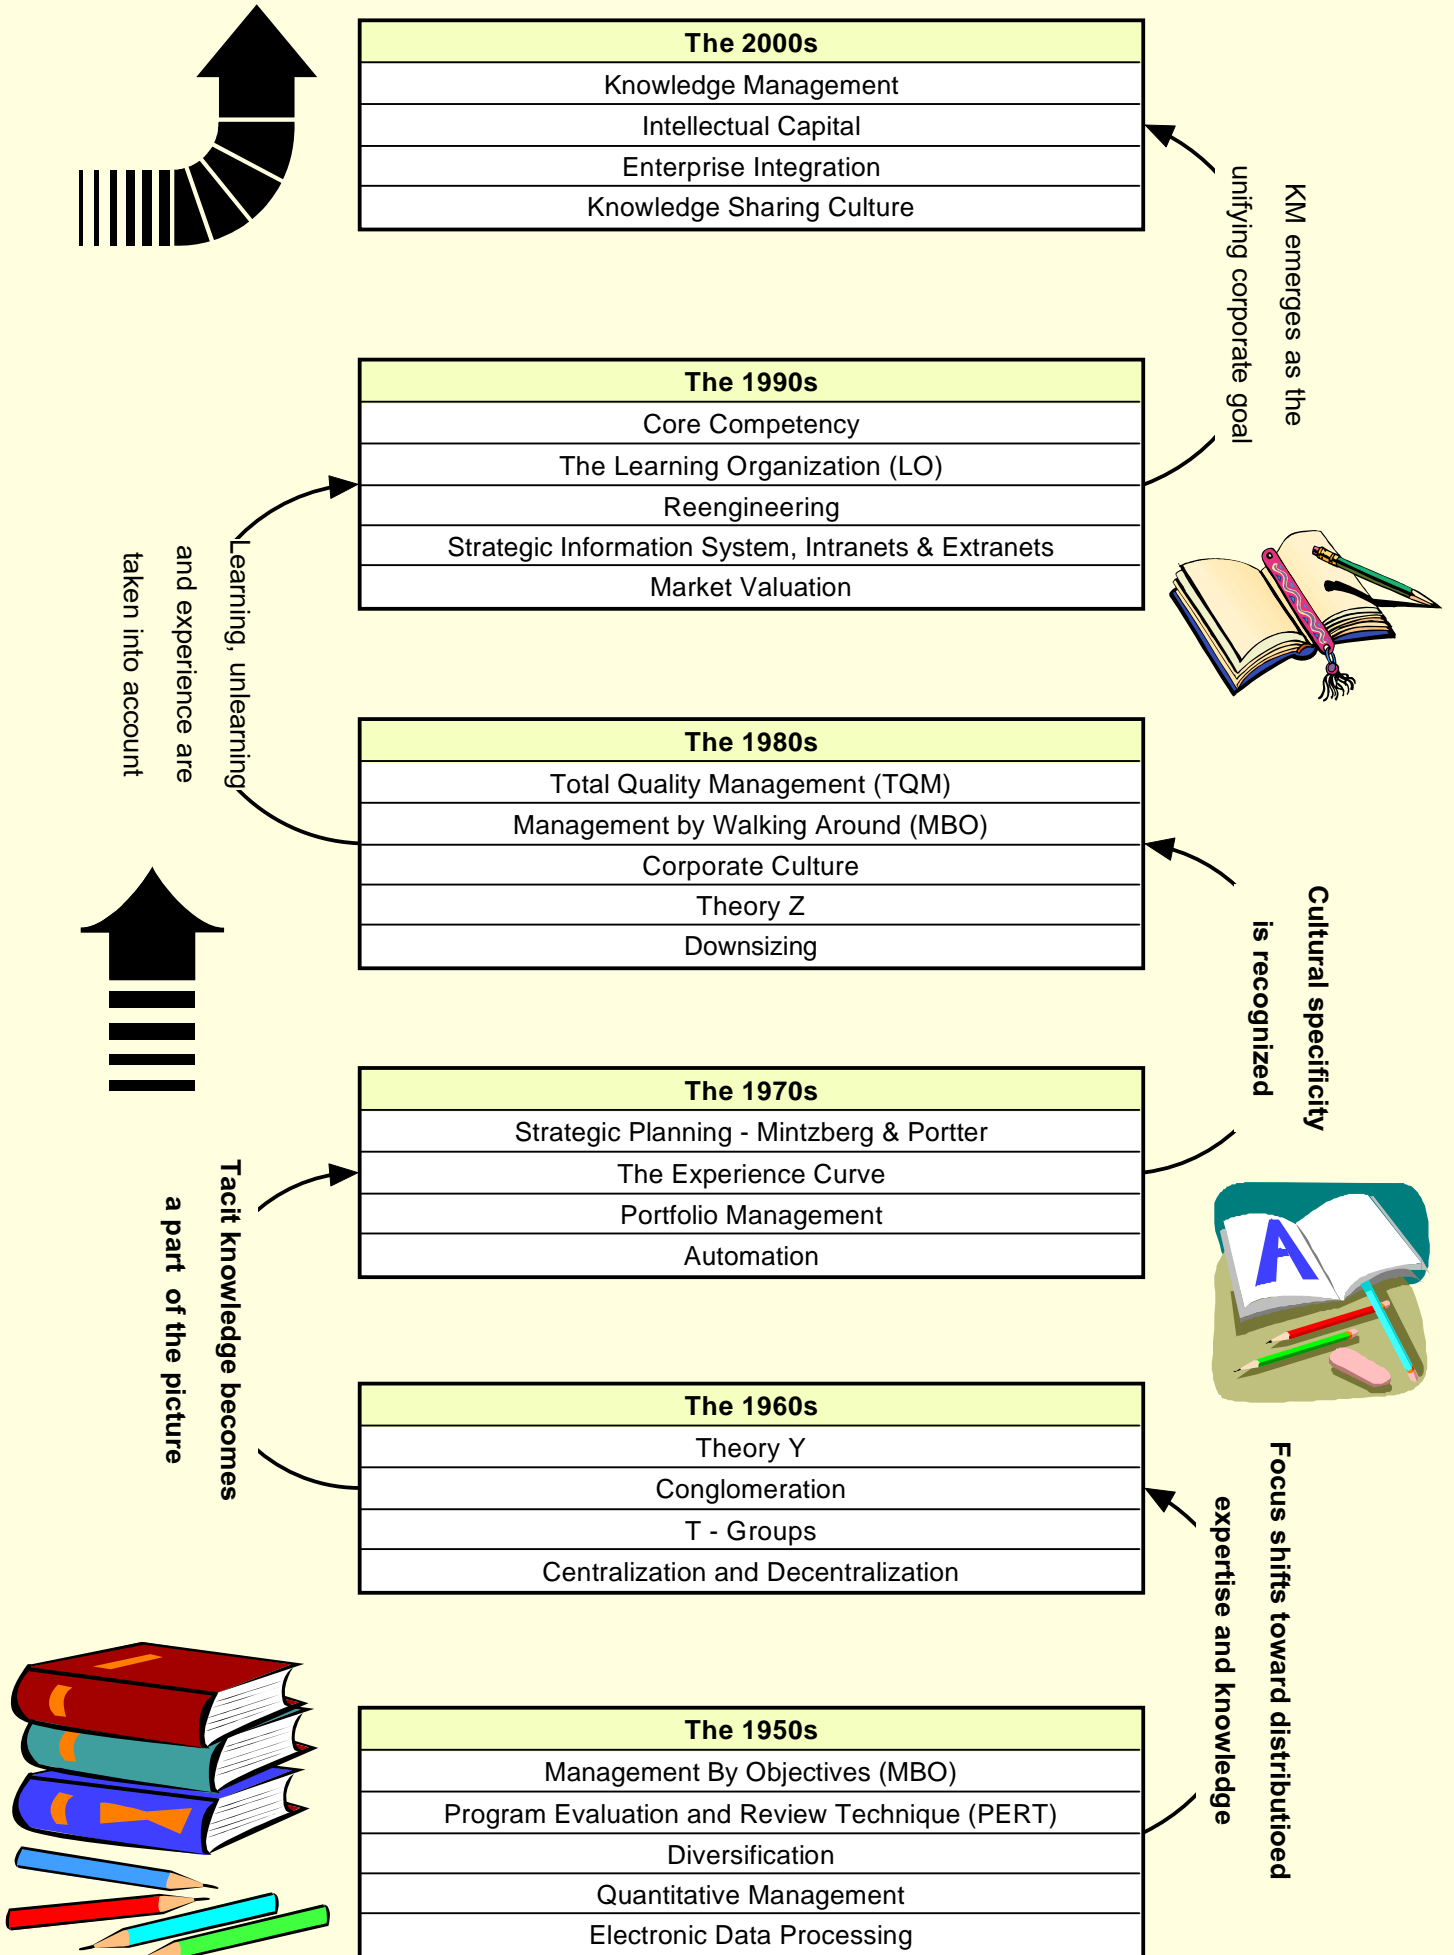 The 2000s
Knowledge Management
Intellectual Capital
Enterprise Integration
Knowledge Sharing Culture
KM emerges as the
unifying corporate goal
The 1990s
Core Competency
The Learning Organization (LO)
Reengineering
Strategic Information System, Intranets & Extranets
Market Valuation
Learning, unlearning
and experience are
taken into account
The 1980s
Total Quality Management (TQM)
Management by Walking Around (MBO)
Corporate Culture
Theory Z
Downsizing
Cultural specificity
is recognized
The 1970s
Strategic Planning - Mintzberg & Portter
The Experience Curve
Portfolio Management
Automation
Tacit knowledge becomes
a part of the picture
A
The 1960s
Theory Y
Conglomeration
T - Groups
Centralization and Decentralization
Focus shifts toward distributioed
expertise and knowledge
The 1950s
Management By Objectives (MBO)
Program Evaluation and Review Technique (PERT)
Diversification
Quantitative Management
Electronic Data Processing